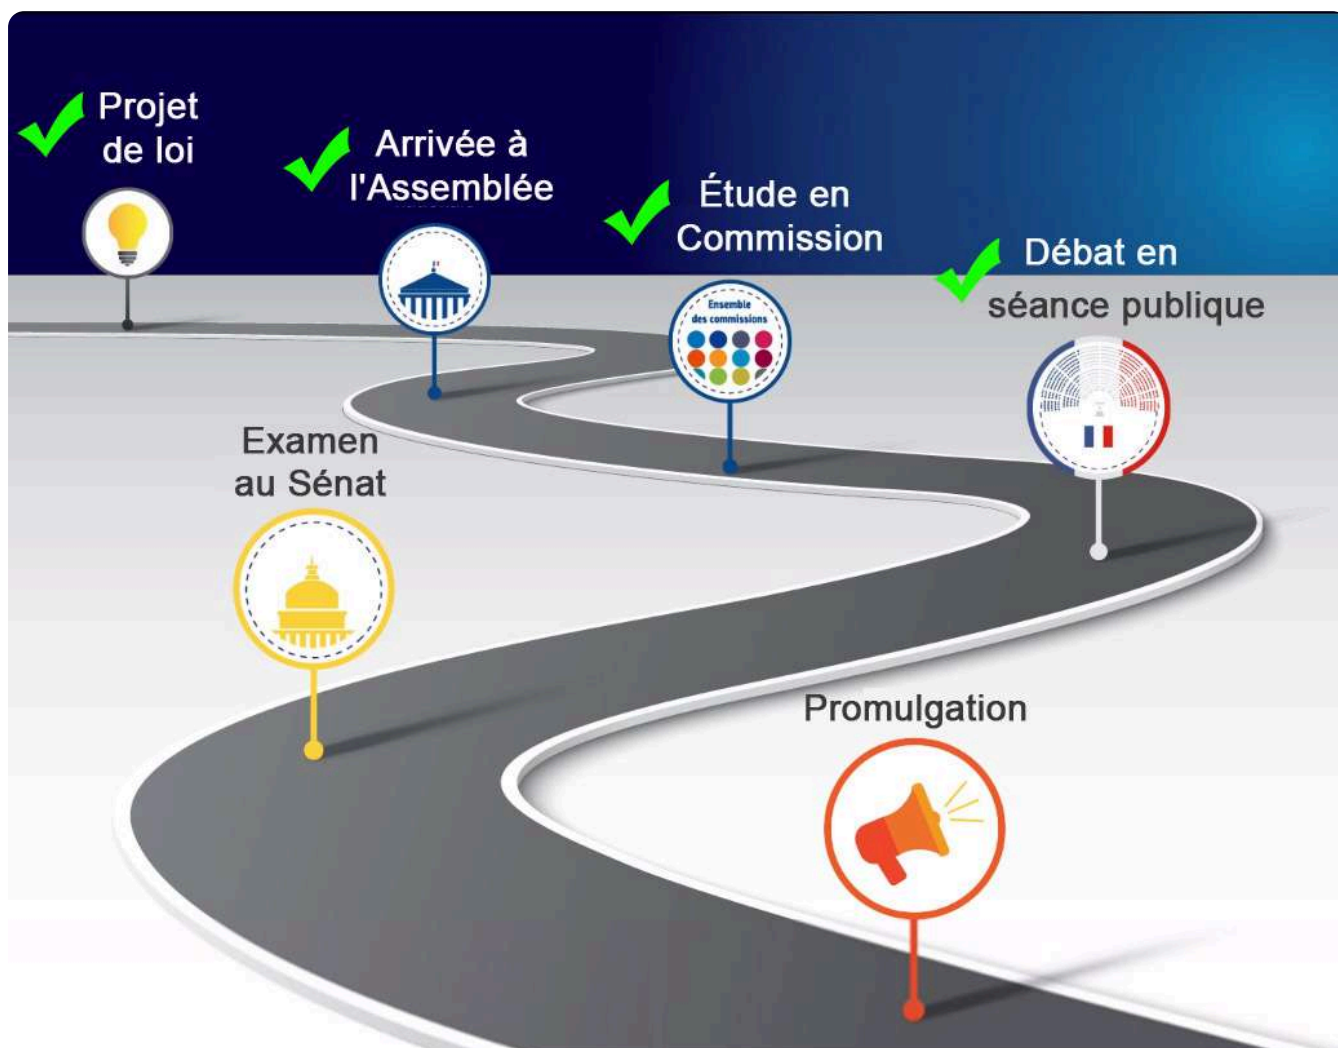 Projet
de loi
Arrivée à
l'Assemblée
Étude en
Commission
Ensemble
des commissions
Débat en
séance publique
Examen
au Sénat
Promulgation